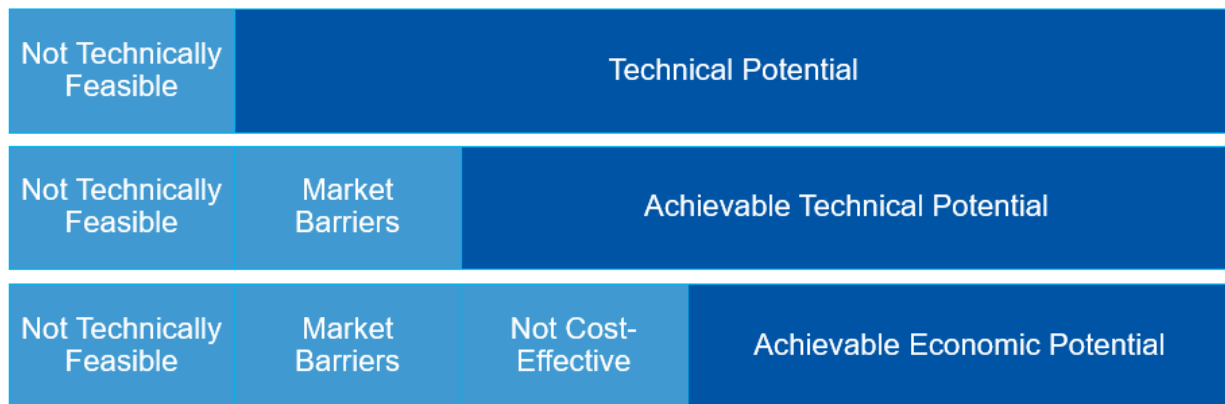 Not Technically
Feasible
Technical Potential
Not Technically
Feasible
Market
Barriers
Achievable Technical Potential
Not Technically
Feasible
Market
Barriers
Not Cost-
Effective
Achievable Economic Potential